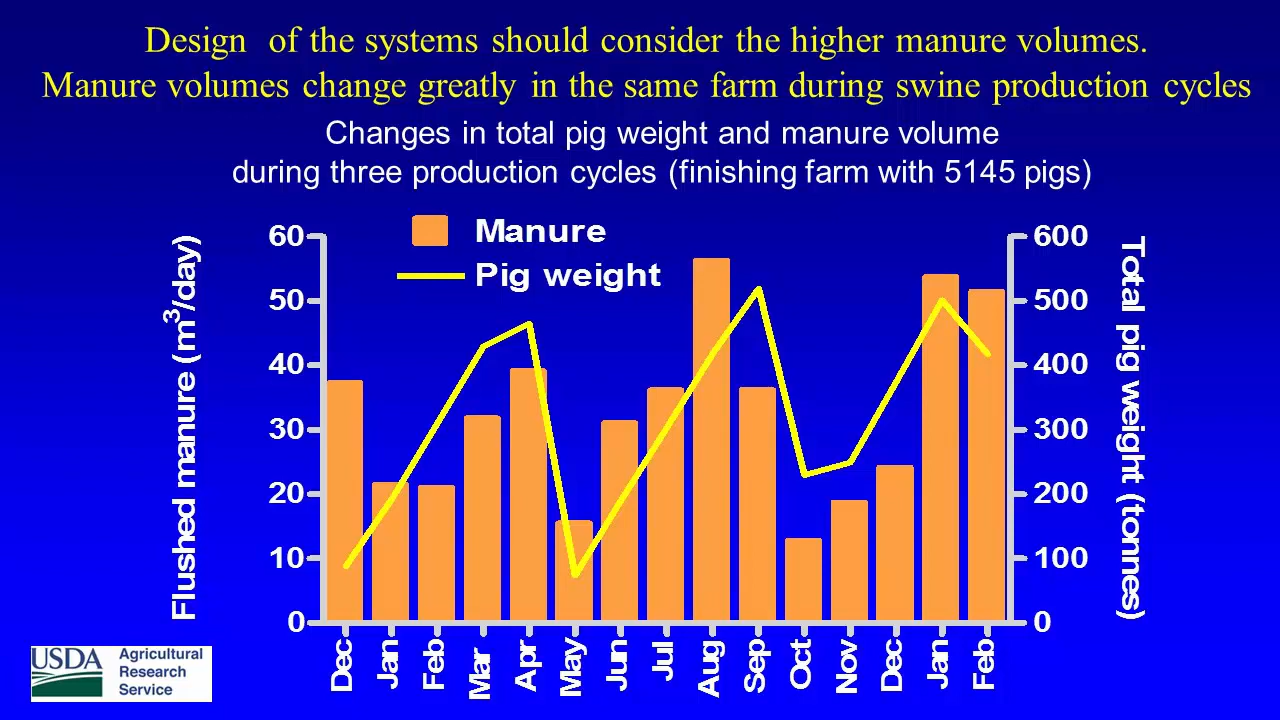 Design of the systems should consider the higher manure volumes.
Manure volumes change greatly in the same farm during swine production cycles
Changes in total pig weight and manure volume
during three production cycles (finishing farm with 5145 pigs)
Manure
Pig weight
Flushed manure (m³/day)
60
50
40
30
20
10
0
600
500
400
300
200
100
0
Total pig weight (tonnes)
Dec
Jan
Feb
Mar
Apr
May
Jun
Jul
Aug
Sep
Oct
Nov
Dec
Jan
Feb
USDA
Agricultural
Research
Service